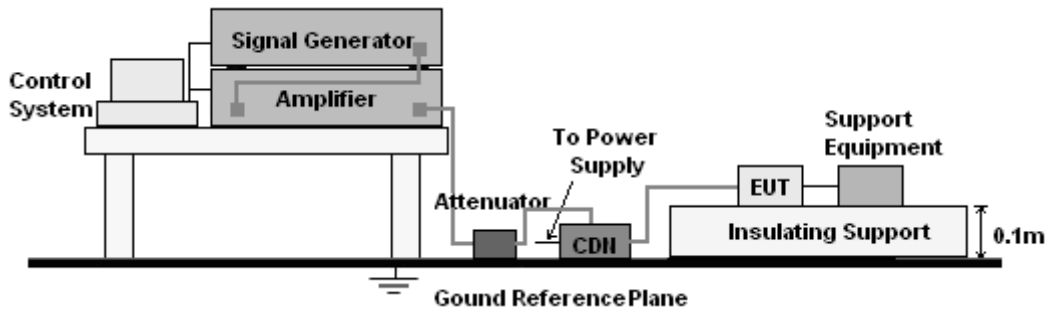 Signal Generator
Control
System
Amplifier
To Power
Supply
Support
Equipment
Attenuator
EUT
CDN
Insulating Support
0.1m
Gound Reference Plane